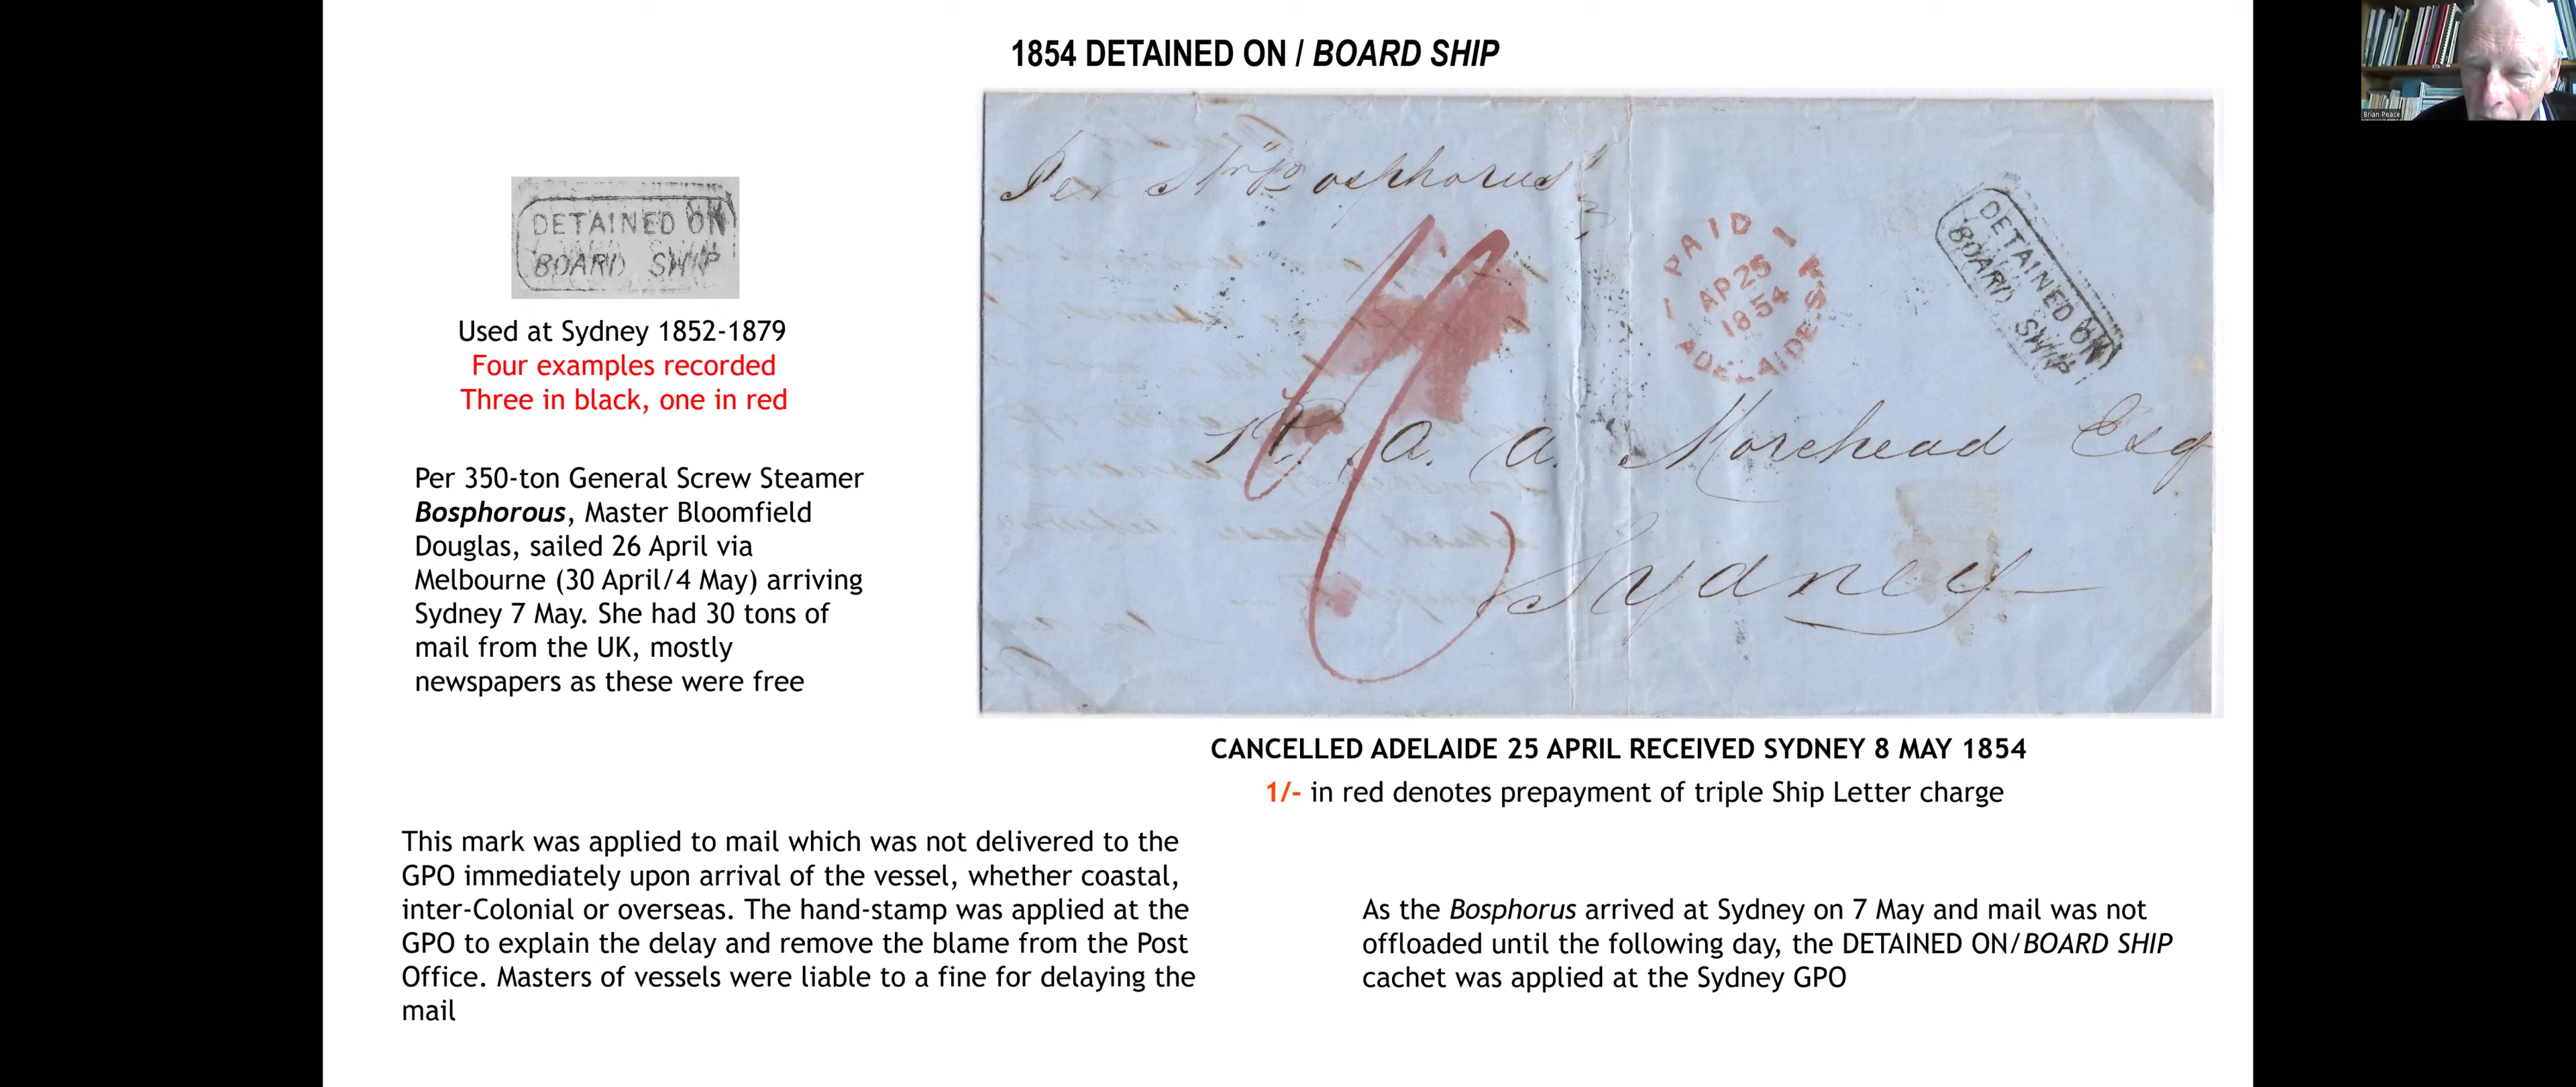 1854 DETAINED ON / BOARD SHIP
Brian Peace
DETAINED ON
BOARD SHIP
Used at Sydney 1852-1879
Four examples recorded
Three in black, one in red
Per 350-ton General Screw Steamer
Bosphorous, Master Bloomfield
Douglas, sailed 26 April via
Melbourne (30 April/4 May) arriving
Sydney 7 May. She had 30 tons of
mail from the UK, mostly
newspapers as these were free
Per Str Bosphorus
PAID
AP 25
1854
ADELAIDE S.A
DETAINED ON
BOARD SHIP
R. a. a. Morehead Esq
Sydney
CANCELLED ADELAIDE 25 APRIL RECEIVED SYDNEY 8 MAY 1854
1/- in red denotes prepayment of triple Ship Letter charge
This mark was applied to mail which was not delivered to the
GPO immediately upon arrival of the vessel, whether coastal,
inter-Colonial or overseas. The hand-stamp was applied at the
GPO to explain the delay and remove the blame from the Post
Office. Masters of vessels were liable to a fine for delaying the
mail
As the Bosphorus arrived at Sydney on 7 May and mail was not
offloaded until the following day, the DETAINED ON/BOARD SHIP
cachet was applied at the Sydney GPO